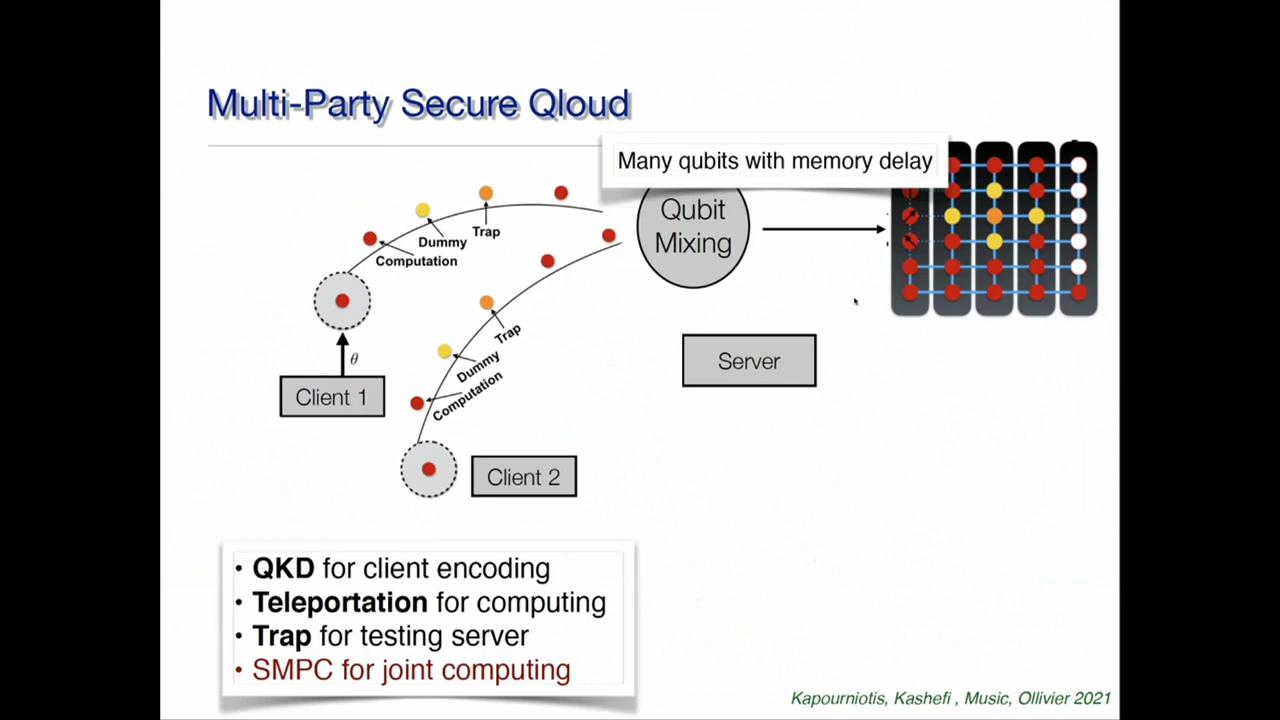 Multi-Party Secure Qloud
Many qubits with memory delay
Qubit
Mixing
Trap
Dummy
Computation
θ
Client 1
Trap
Dummy
Computation
Server
Client 2
• QKD for client encoding
• Teleportation for computing
• Trap for testing server
• SMPC for joint computing
Kapourniotis, Kashefi , Music, Ollivier 2021